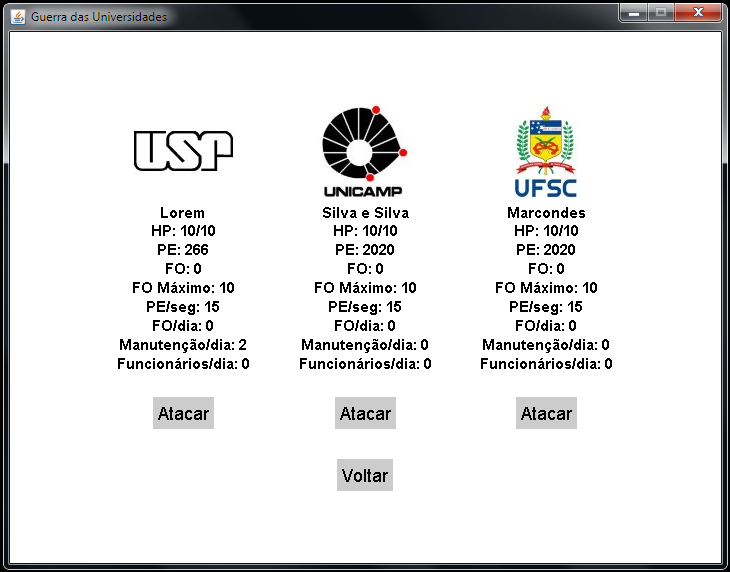 Guerra das Universidades
USP
UNICAMP
UFSC
Lorem
HP: 10/10
PE: 266
FO: 0
FO Máximo: 10
PE/seg: 15
FO/dia: 0
Manutenção/dia: 2
Funcionários/dia: 0
Atacar
Silva e Silva
HP: 10/10
PE: 2020
FO: 0
FO Máximo: 10
PE/seg: 15
FO/dia: 0
Manutenção/dia: 0
Funcionários/dia: 0
Atacar
Marcondes
HP: 10/10
PE: 2020
FO: 0
FO Máximo: 10
PE/seg: 15
FO/dia: 0
Manutenção/dia: 0
Funcionários/dia: 0
Atacar
Voltar